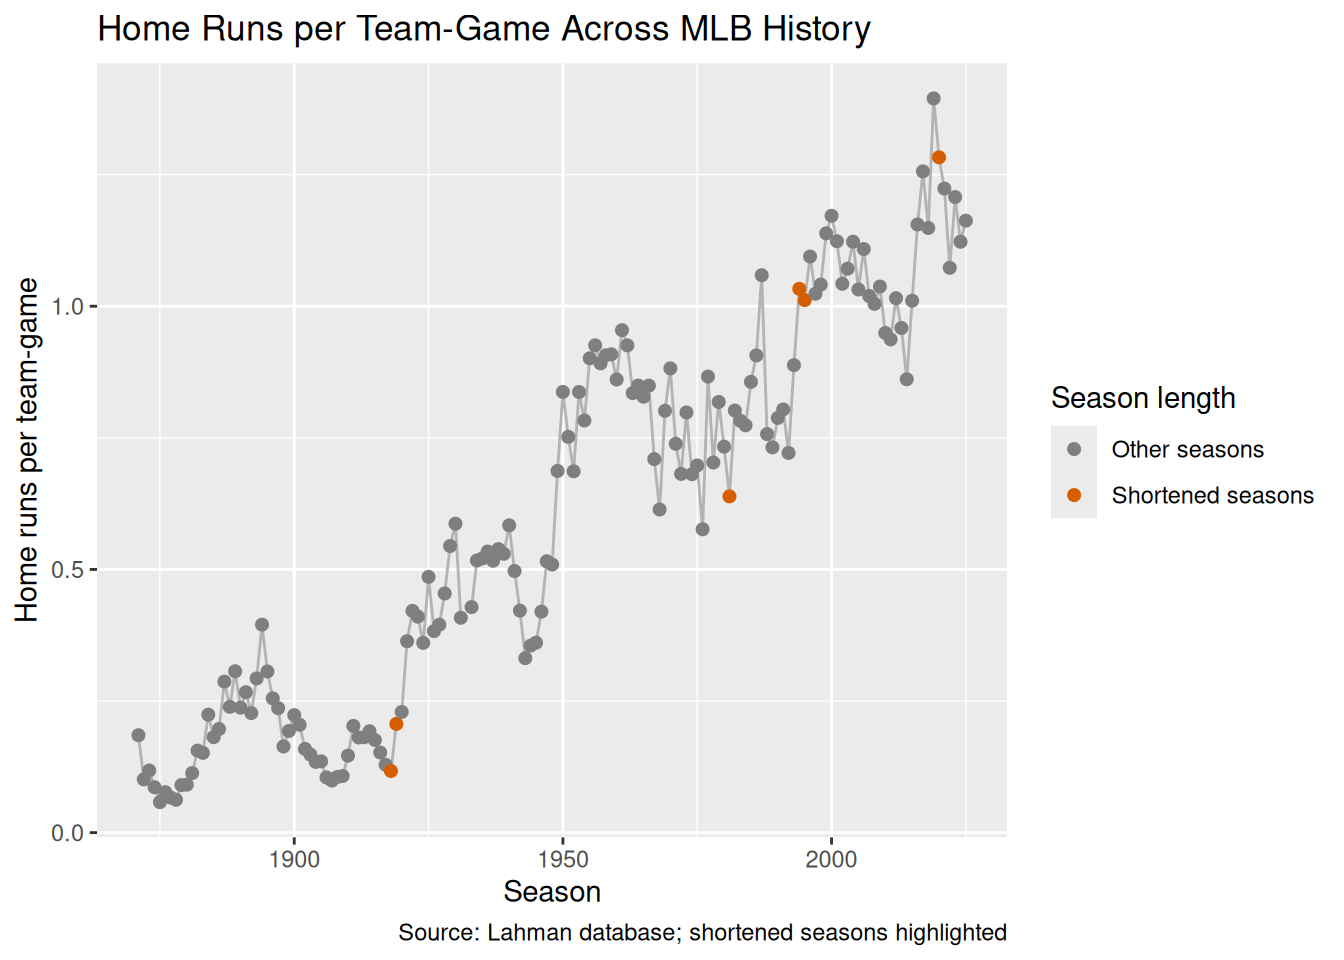 Home Runs per Team-Game Across MLB History
Home runs per team-game
1.0
0.5
0.0
1900
1950
2000
Season
Season length
Other seasons
Shortened seasons
Source: Lahman database; shortened seasons highlighted